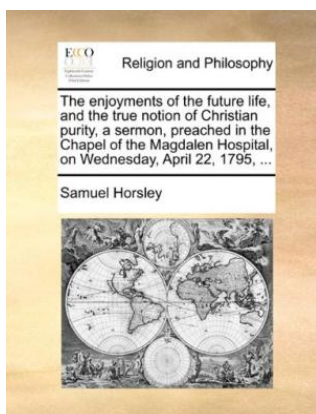 ECCO
Religion and Philosophy
The enjoyments of the future life,
and the true notion of Christian
purity, a sermon, preached in the
Chapel of the Magdalen Hospital,
on Wednesday, April 22, 1795, ...
Samuel Horsley